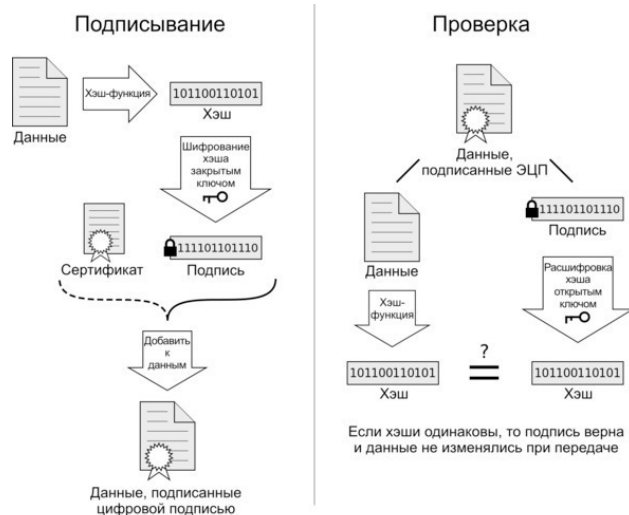 Подписывание
Данные
Хэш-функция
101100110101
Хэш
Шифрование
хэша
закрытым
ключом
Сертификат
111101101110
Подпись
Добавить
к
данным
Данные, подписанные
цифровой подписью
Проверка
Данные,
подписанные ЭЦП
Данные
111101101110
Подпись
Хэш-
функция
Расшифровка
хэша
открытым
ключом
101100110101
Хэш
?
=
101100110101
Хэш
Если хэши одинаковы, то подпись верна
и данные не изменялись при передаче